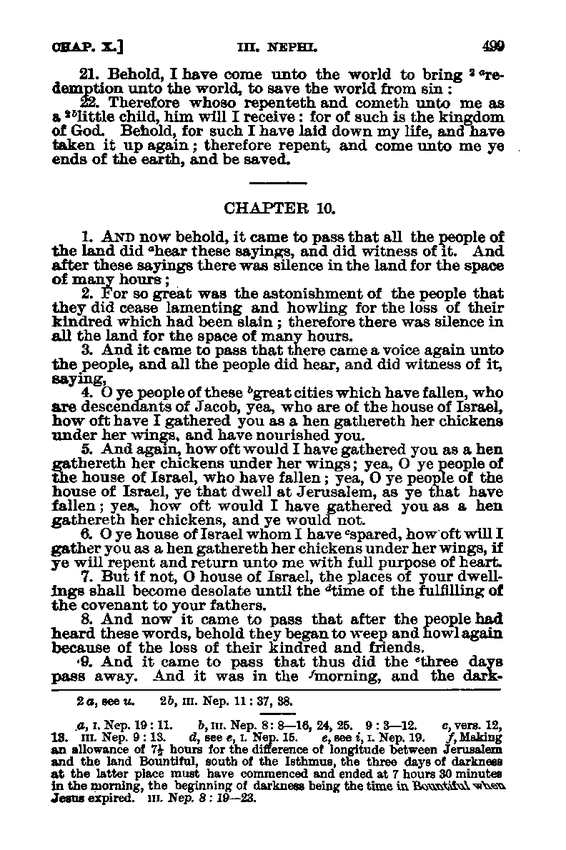 CHAP. X.] III. NEPHI. 499
21. Behold, I have come unto the world to bring ² ᵃre-
demption unto the world, to save the world from sin :
22. Therefore whoso repenteth and cometh unto me as
a ²ᵇlittle child, him will I receive : for of such is the kingdom
of God. Behold, for such I have laid down my life, and have
taken it up again ; therefore repent, and come unto me ye
ends of the earth, and be saved.
CHAPTER 10.
1. AND now behold, it came to pass that all the people of
the land did ᵃhear these sayings, and did witness of it. And
after these sayings there was silence in the land for the space
of many hours ;
2. For so great was the astonishment of the people that
they did cease lamenting and howling for the loss of their
kindred which had been slain ; therefore there was silence in
all the land for the space of many hours.
3. And it came to pass that there came a voice again unto
the people, and all the people did hear, and did witness of it,
saying,
4. O ye people of these ᵇgreat cities which have fallen, who
are descendants of Jacob, yea, who are of the house of Israel,
how oft have I gathered you as a hen gathereth her chickens
under her wings, and have nourished you.
5. And again, how oft would I have gathered you as a hen
gathereth her chickens under her wings ; yea, O ye people of
the house of Israel, who have fallen ; yea, O ye people of the
house of Israel, ye that dwell at Jerusalem, as ye that have
fallen ; yea, how oft would I have gathered you as a hen
gathereth her chickens, and ye would not.
6. O ye house of Israel whom I have ᶜspared, how oft will I
gather you as a hen gathereth her chickens under her wings, if
ye will repent and return unto me with full purpose of heart.
7. But if not, O house of Israel, the places of your dwell-
ings shall become desolate until the ᵈtime of the fulfilling of
the covenant to your fathers.
8. And now it came to pass that after the people had
heard these words, behold they began to weep and howl again
because of the loss of their kindred and friends.
9. And it came to pass that thus did the ᵉthree days
pass away. And it was in the ᶠmorning, and the dark-
2 a, see u. 2b, III. Nep. 11 : 37, 38.
a, I. Nep. 19 : 11. b, III. Nep. 8 : 8—16, 24, 25. 9 : 3—12. c, vers. 12,
13. III. Nep. 9 : 13. d, see e, I. Nep. 15. e, see i, I. Nep. 19. f, Making
an allowance of 7½ hours for the difference of longitude between Jerusalem
and the land Bountiful, south of the Isthmus, the three days of darkness
at the latter place must have commenced and ended at 7 hours 30 minutes
in the morning, the beginning of darkness being the time in Bountiful when
Jesus expired. III. Nep. 8 : 19—23.